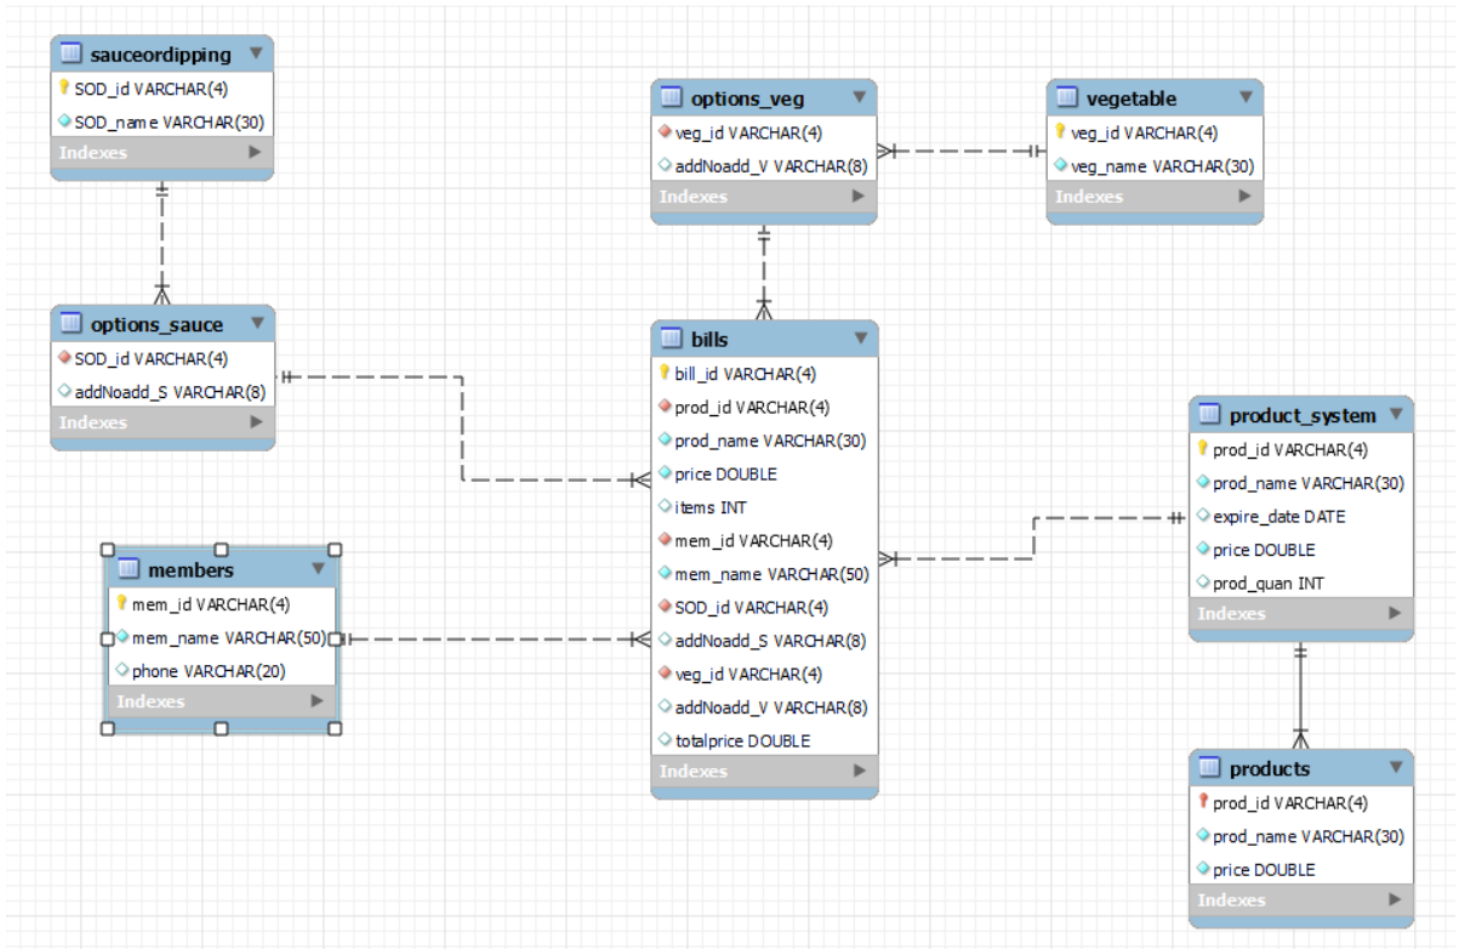 sauceordipping
SOD_id VARCHAR(4)
SOD_name VARCHAR(30)
Indexes
options_veg
veg_id VARCHAR(4)
addNoadd_V VARCHAR(8)
Indexes
vegetable
veg_id VARCHAR(4)
veg_name VARCHAR(30)
Indexes
options_sauce
SOD_id VARCHAR(4)
addNoadd_S VARCHAR(8)
Indexes
bills
bill_id VARCHAR(4)
prod_id VARCHAR(4)
prod_name VARCHAR(30)
price DOUBLE
items INT
mem_id VARCHAR(4)
mem_name VARCHAR(50)
SOD_id VARCHAR(4)
addNoadd_S VARCHAR(8)
veg_id VARCHAR(4)
addNoadd_V VARCHAR(8)
totalprice DOUBLE
Indexes
product_system
prod_id VARCHAR(4)
prod_name VARCHAR(30)
expire_date DATE
price DOUBLE
prod_quan INT
Indexes
members
mem_id VARCHAR(4)
mem_name VARCHAR(50)
phone VARCHAR(20)
Indexes
products
prod_id VARCHAR(4)
prod_name VARCHAR(30)
price DOUBLE
Indexes